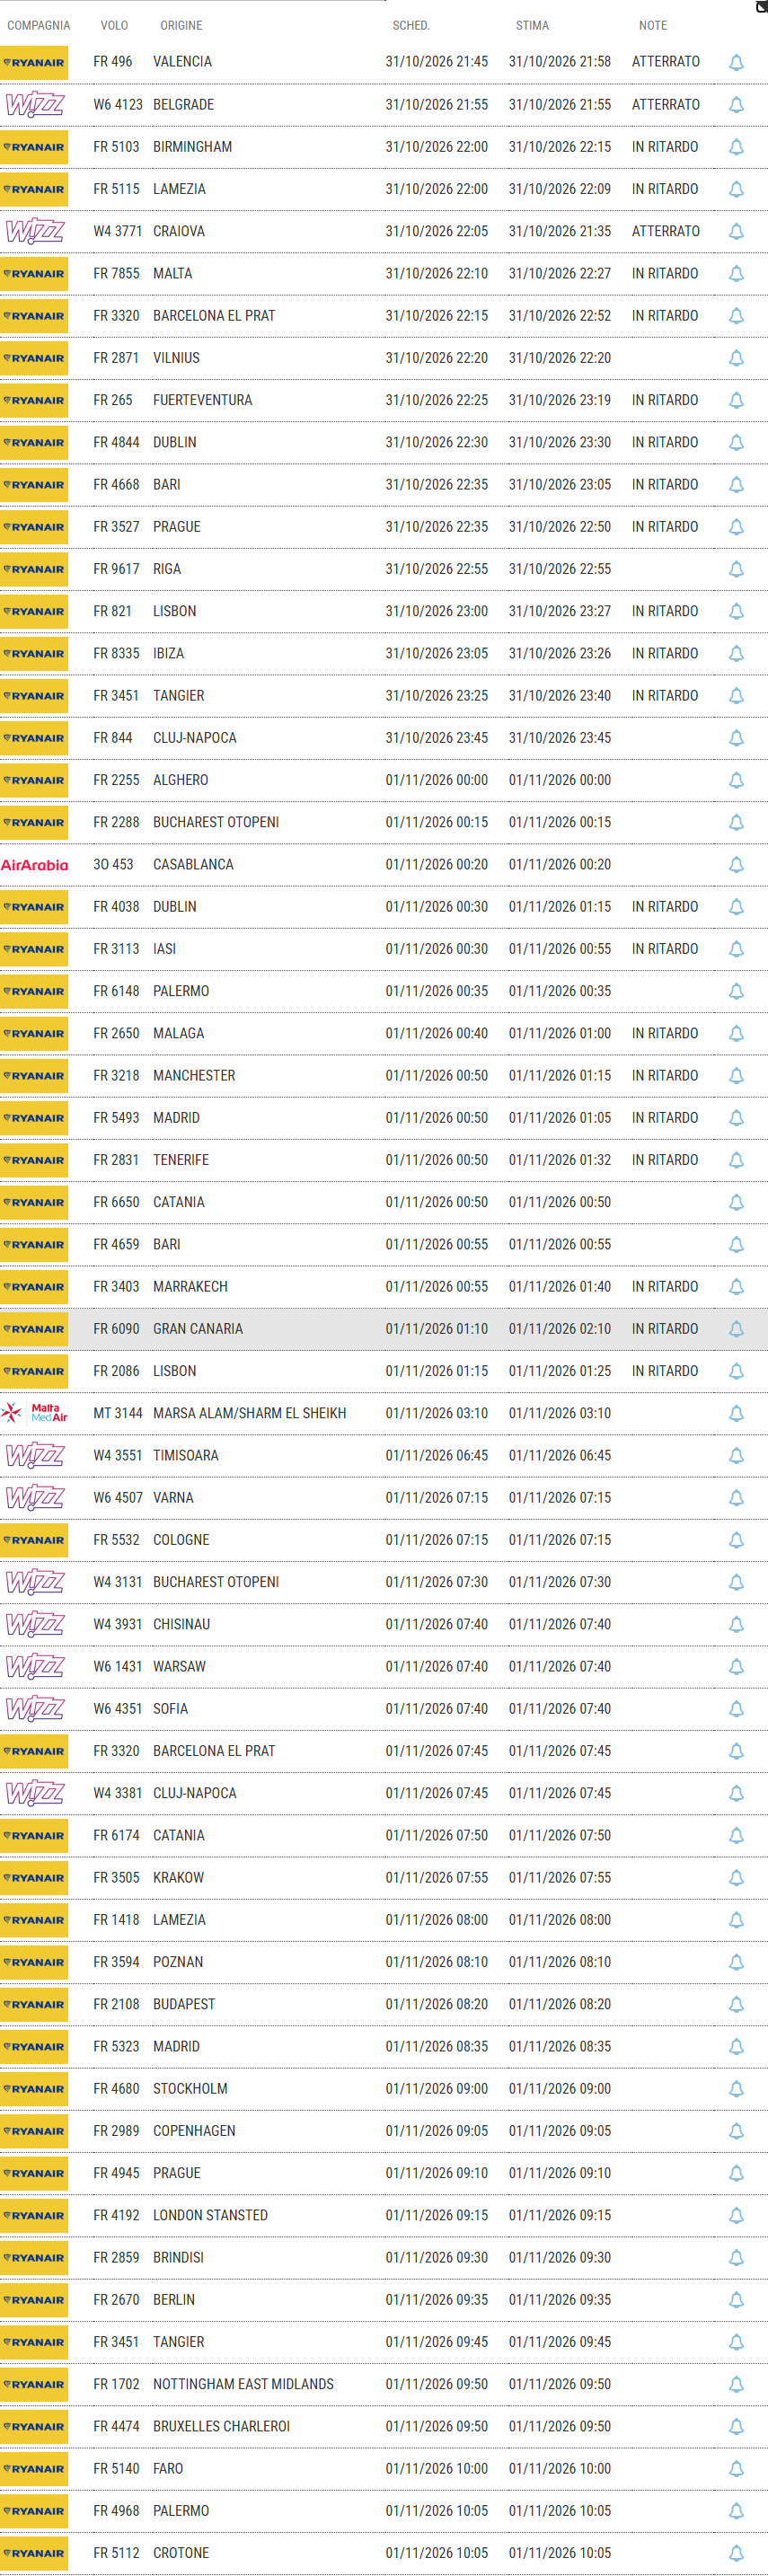 COMPAGNIA VOLO ORIGINE SCHED. STIMA NOTE
RYANAIR FR 496 VALENCIA 31/10/2026 21:45 31/10/2026 21:58 ATTERRATO
WIZZ W6 4123 BELGRADE 31/10/2026 21:55 31/10/2026 21:55 ATTERRATO
RYANAIR FR 5103 BIRMINGHAM 31/10/2026 22:00 31/10/2026 22:15 IN RITARDO
RYANAIR FR 5115 LAMEZIA 31/10/2026 22:00 31/10/2026 22:09 IN RITARDO
WIZZ W4 3771 CRAIOVA 31/10/2026 22:05 31/10/2026 21:35 ATTERRATO
RYANAIR FR 7855 MALTA 31/10/2026 22:10 31/10/2026 22:27 IN RITARDO
RYANAIR FR 3320 BARCELONA EL PRAT 31/10/2026 22:15 31/10/2026 22:52 IN RITARDO
RYANAIR FR 2871 VILNIUS 31/10/2026 22:20 31/10/2026 22:20
RYANAIR FR 265 FUERTEVENTURA 31/10/2026 22:25 31/10/2026 23:19 IN RITARDO
RYANAIR FR 4844 DUBLIN 31/10/2026 22:30 31/10/2026 23:30 IN RITARDO
RYANAIR FR 4668 BARI 31/10/2026 22:35 31/10/2026 23:05 IN RITARDO
RYANAIR FR 3527 PRAGUE 31/10/2026 22:35 31/10/2026 22:50 IN RITARDO
RYANAIR FR 9617 RIGA 31/10/2026 22:55 31/10/2026 22:55
RYANAIR FR 821 LISBON 31/10/2026 23:00 31/10/2026 23:27 IN RITARDO
RYANAIR FR 8335 IBIZA 31/10/2026 23:05 31/10/2026 23:26 IN RITARDO
RYANAIR FR 3451 TANGIER 31/10/2026 23:25 31/10/2026 23:40 IN RITARDO
RYANAIR FR 844 CLUJ-NAPOCA 31/10/2026 23:45 31/10/2026 23:45
RYANAIR FR 2255 ALGHERO 01/11/2026 00:00 01/11/2026 00:00
RYANAIR FR 2288 BUCHAREST OTOPENI 01/11/2026 00:15 01/11/2026 00:15
AirArabia 3O 453 CASABLANCA 01/11/2026 00:20 01/11/2026 00:20
RYANAIR FR 4038 DUBLIN 01/11/2026 00:30 01/11/2026 01:15 IN RITARDO
RYANAIR FR 3113 IASI 01/11/2026 00:30 01/11/2026 00:55 IN RITARDO
RYANAIR FR 6148 PALERMO 01/11/2026 00:35 01/11/2026 00:35
RYANAIR FR 2650 MALAGA 01/11/2026 00:40 01/11/2026 01:00 IN RITARDO
RYANAIR FR 3218 MANCHESTER 01/11/2026 00:50 01/11/2026 01:15 IN RITARDO
RYANAIR FR 5493 MADRID 01/11/2026 00:50 01/11/2026 01:05 IN RITARDO
RYANAIR FR 2831 TENERIFE 01/11/2026 00:50 01/11/2026 01:32 IN RITARDO
RYANAIR FR 6650 CATANIA 01/11/2026 00:50 01/11/2026 00:50
RYANAIR FR 4659 BARI 01/11/2026 00:55 01/11/2026 00:55
RYANAIR FR 3403 MARRAKECH 01/11/2026 00:55 01/11/2026 01:40 IN RITARDO
RYANAIR FR 6090 GRAN CANARIA 01/11/2026 01:10 01/11/2026 02:10 IN RITARDO
RYANAIR FR 2086 LISBON 01/11/2026 01:15 01/11/2026 01:25 IN RITARDO
Malta MedAir MT 3144 MARSA ALAM/SHARM EL SHEIKH 01/11/2026 03:10 01/11/2026 03:10
WIZZ W4 3551 TIMISOARA 01/11/2026 06:45 01/11/2026 06:45
WIZZ W6 4507 VARNA 01/11/2026 07:15 01/11/2026 07:15
RYANAIR FR 5532 COLOGNE 01/11/2026 07:15 01/11/2026 07:15
WIZZ W4 3131 BUCHAREST OTOPENI 01/11/2026 07:30 01/11/2026 07:30
WIZZ W4 3931 CHISINAU 01/11/2026 07:40 01/11/2026 07:40
WIZZ W6 1431 WARSAW 01/11/2026 07:40 01/11/2026 07:40
WIZZ W6 4351 SOFIA 01/11/2026 07:40 01/11/2026 07:40
RYANAIR FR 3320 BARCELONA EL PRAT 01/11/2026 07:45 01/11/2026 07:45
WIZZ W4 3381 CLUJ-NAPOCA 01/11/2026 07:45 01/11/2026 07:45
RYANAIR FR 6174 CATANIA 01/11/2026 07:50 01/11/2026 07:50
RYANAIR FR 3505 KRAKOW 01/11/2026 07:55 01/11/2026 07:55
RYANAIR FR 1418 LAMEZIA 01/11/2026 08:00 01/11/2026 08:00
RYANAIR FR 3594 POZNAN 01/11/2026 08:10 01/11/2026 08:10
RYANAIR FR 2108 BUDAPEST 01/11/2026 08:20 01/11/2026 08:20
RYANAIR FR 5323 MADRID 01/11/2026 08:35 01/11/2026 08:35
RYANAIR FR 4680 STOCKHOLM 01/11/2026 09:00 01/11/2026 09:00
RYANAIR FR 2989 COPENHAGEN 01/11/2026 09:05 01/11/2026 09:05
RYANAIR FR 4945 PRAGUE 01/11/2026 09:10 01/11/2026 09:10
RYANAIR FR 4192 LONDON STANSTED 01/11/2026 09:15 01/11/2026 09:15
RYANAIR FR 2859 BRINDISI 01/11/2026 09:30 01/11/2026 09:30
RYANAIR FR 2670 BERLIN 01/11/2026 09:35 01/11/2026 09:35
RYANAIR FR 3451 TANGIER 01/11/2026 09:45 01/11/2026 09:45
RYANAIR FR 1702 NOTTINGHAM EAST MIDLANDS 01/11/2026 09:50 01/11/2026 09:50
RYANAIR FR 4474 BRUXELLES CHARLEROI 01/11/2026 09:50 01/11/2026 09:50
RYANAIR FR 5140 FARO 01/11/2026 10:00 01/11/2026 10:00
RYANAIR FR 4968 PALERMO 01/11/2026 10:05 01/11/2026 10:05
RYANAIR FR 5112 CROTONE 01/11/2026 10:05 01/11/2026 10:05